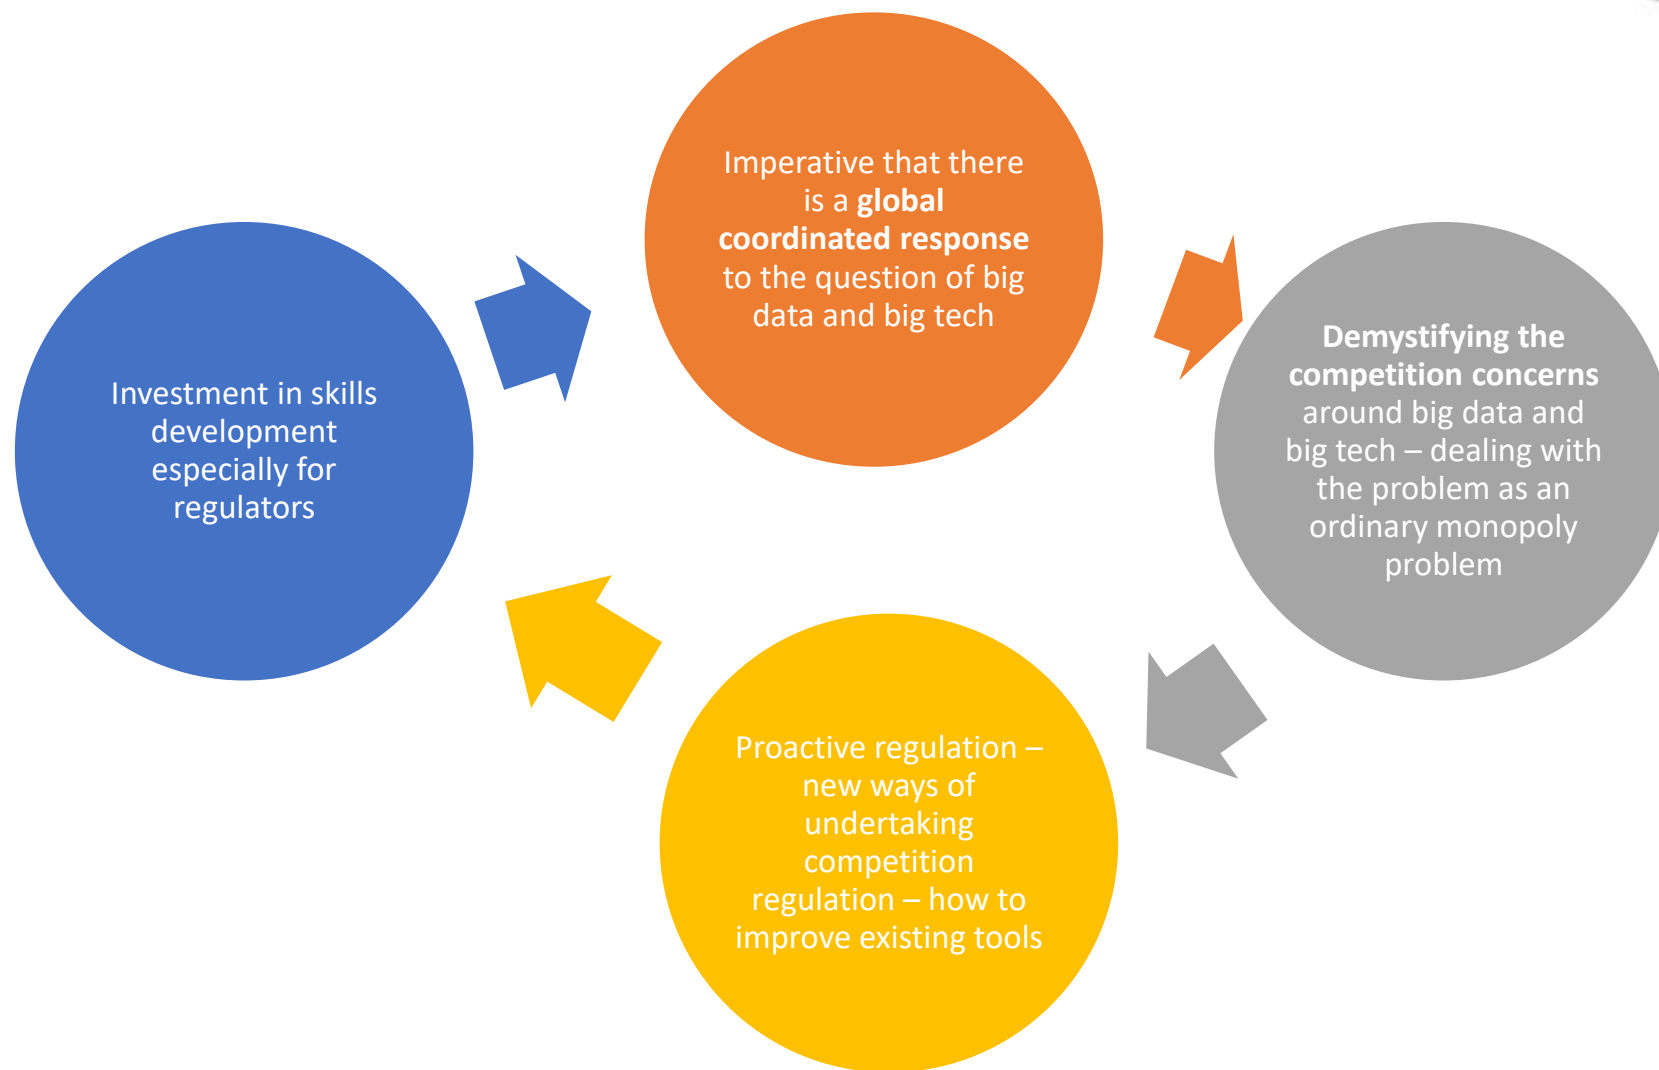 Imperative that there
is a global
coordinated response
to the question of big
data and big tech
Demystifying the
competition concerns
around big data and
big tech – dealing with
the problem as an
ordinary monopoly
problem
Proactive regulation –
new ways of
undertaking
competition
regulation – how to
improve existing tools
Investment in skills
development
especially for
regulators